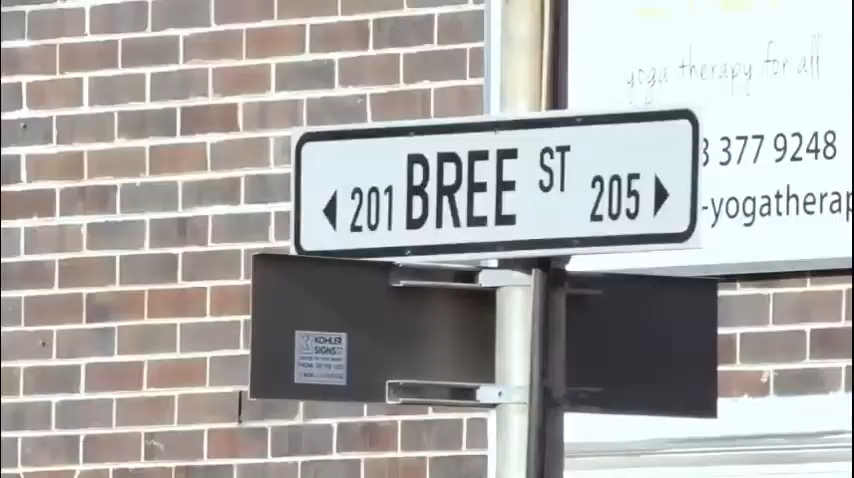 yoga therapy for all
3 377 9248
-yogatherap
201 BREE ST 205
KOHLER
SIGNS